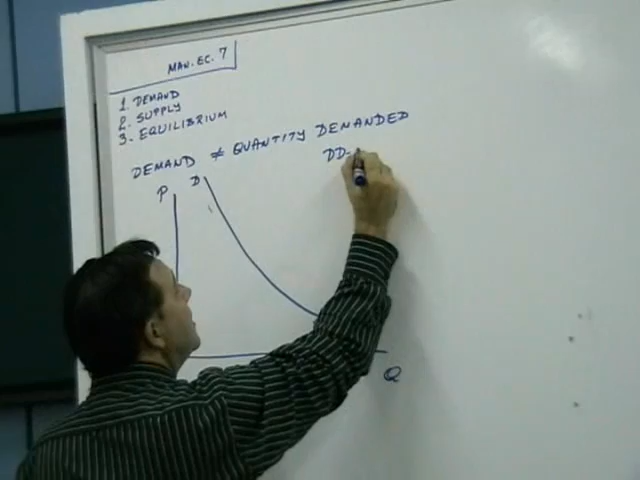 MAN. EC. 7
1. DEMAND
2. SUPPLY
3. EQUILIBRIUM
DEMAND ≠ QUANTITY DEMANDED
DD-
P D
Q